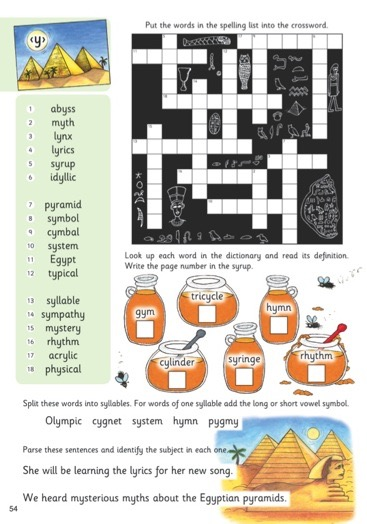 ‹y›
Put the words in the spelling list into the crossword.
1 abyss
2 myth
3 lynx
4 lyrics
5 syrup
6 idyllic
7 pyramid
8 symbol
9 cymbal
10 system
11 Egypt
12 typical
13 syllable
14 sympathy
15 mystery
16 rhythm
17 acrylic
18 physical
Look up each word in the dictionary and read its definition.
Write the page number in the syrup.
gym
tricycle
hymn
cylinder
syringe
rhythm
Split these words into syllables. For words of one syllable add the long or short vowel symbol.
Olympic cygnet system hymn pygmy
Parse these sentences and identify the subject in each one.
She will be learning the lyrics for her new song.
We heard mysterious myths about the Egyptian pyramids.
54